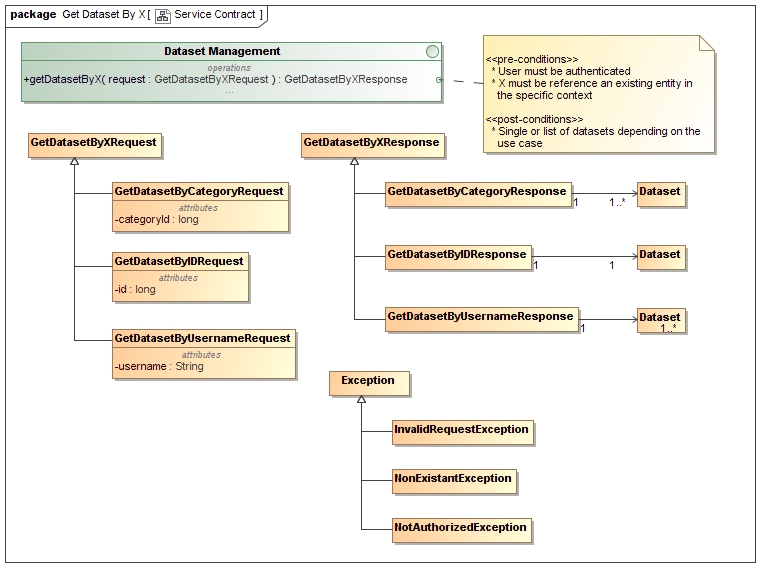 package Get Dataset By X [ Service Contract ]
Dataset Management
operations
+getDatasetByX( request : GetDatasetByXRequest ) : GetDatasetByXResponse
...
<<pre-conditions>>
* User must be authenticated
* X must be reference an existing entity in
the specific context
<<post-conditions>>
* Single or list of datasets depending on the
use case
GetDatasetByXRequest
GetDatasetByCategoryRequest
attributes
-categoryId : long
GetDatasetByIDRequest
attributes
-id : long
GetDatasetByUsernameRequest
attributes
-username : String
GetDatasetByXResponse
GetDatasetByCategoryResponse
1
1..*
Dataset
GetDatasetByIDResponse
1
1
Dataset
GetDatasetByUsernameResponse
1
1..*
Dataset
Exception
InvalidRequestException
NonExistantException
NotAuthorizedException